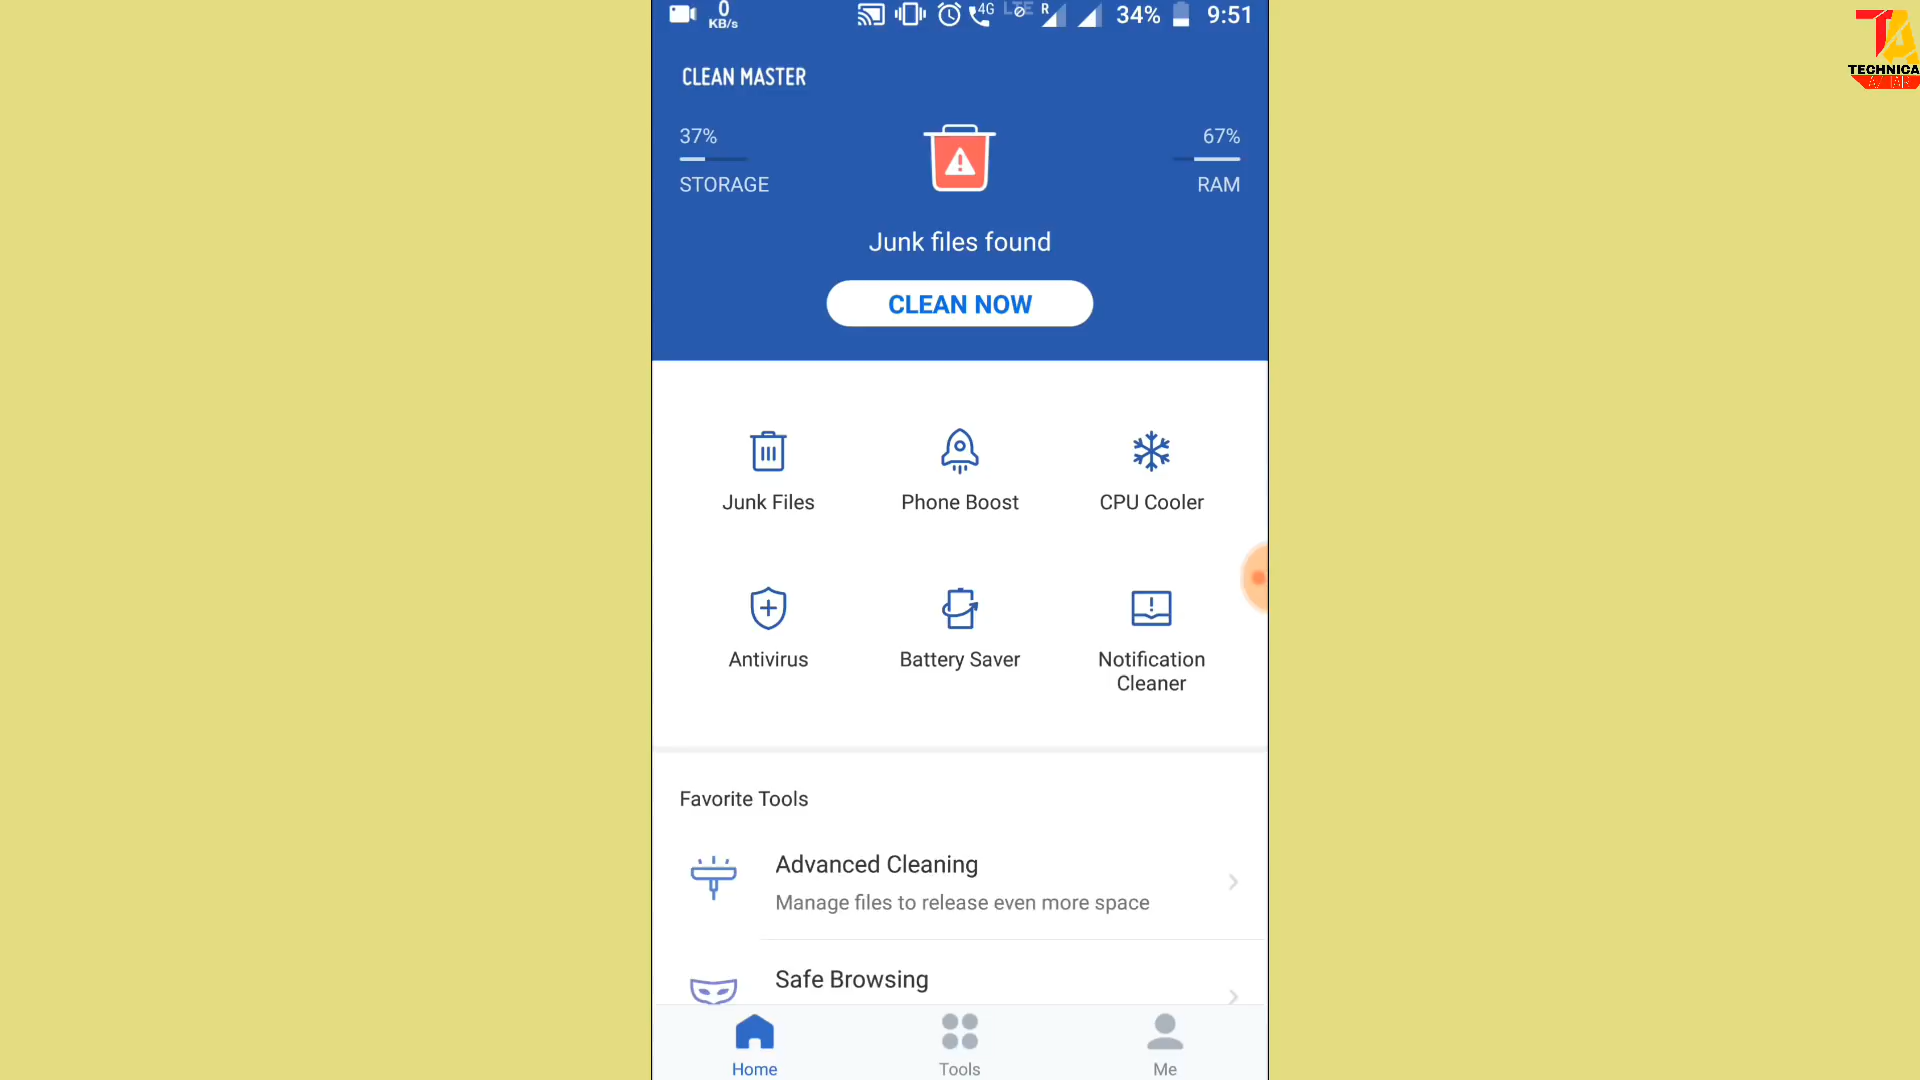 0
KB/s
4G
LTE
R
34%
9:51
TECHNICA
CLEAN MASTER
37%
67%
STORAGE
RAM
Junk files found
CLEAN NOW
Junk Files
Phone Boost
CPU Cooler
Antivirus
Battery Saver
Notification
Cleaner
Favorite Tools
Advanced Cleaning
Manage files to release even more space
Safe Browsing
Home
Tools
Me